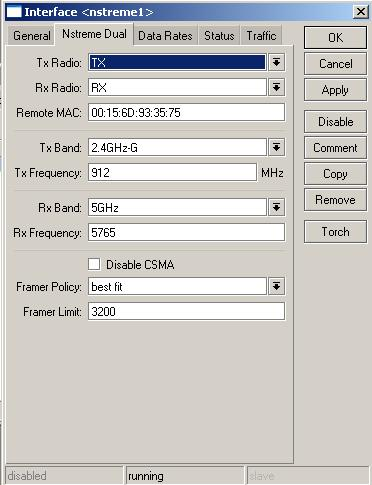 Interface <nstreme1>
General Nstreme Dual Data Rates Status Traffic
OK
Tx Radio: TX
Cancel
Rx Radio: RX
Apply
Remote MAC: 00:15:6D:93:35:75
Disable
Tx Band: 2.4GHz-G
Comment
Tx Frequency: 912 MHz
Copy
Rx Band: 5GHz
Remove
Rx Frequency: 5765
Torch
Disable CSMA
Framer Policy: best fit
Framer Limit: 3200
disabled running slave